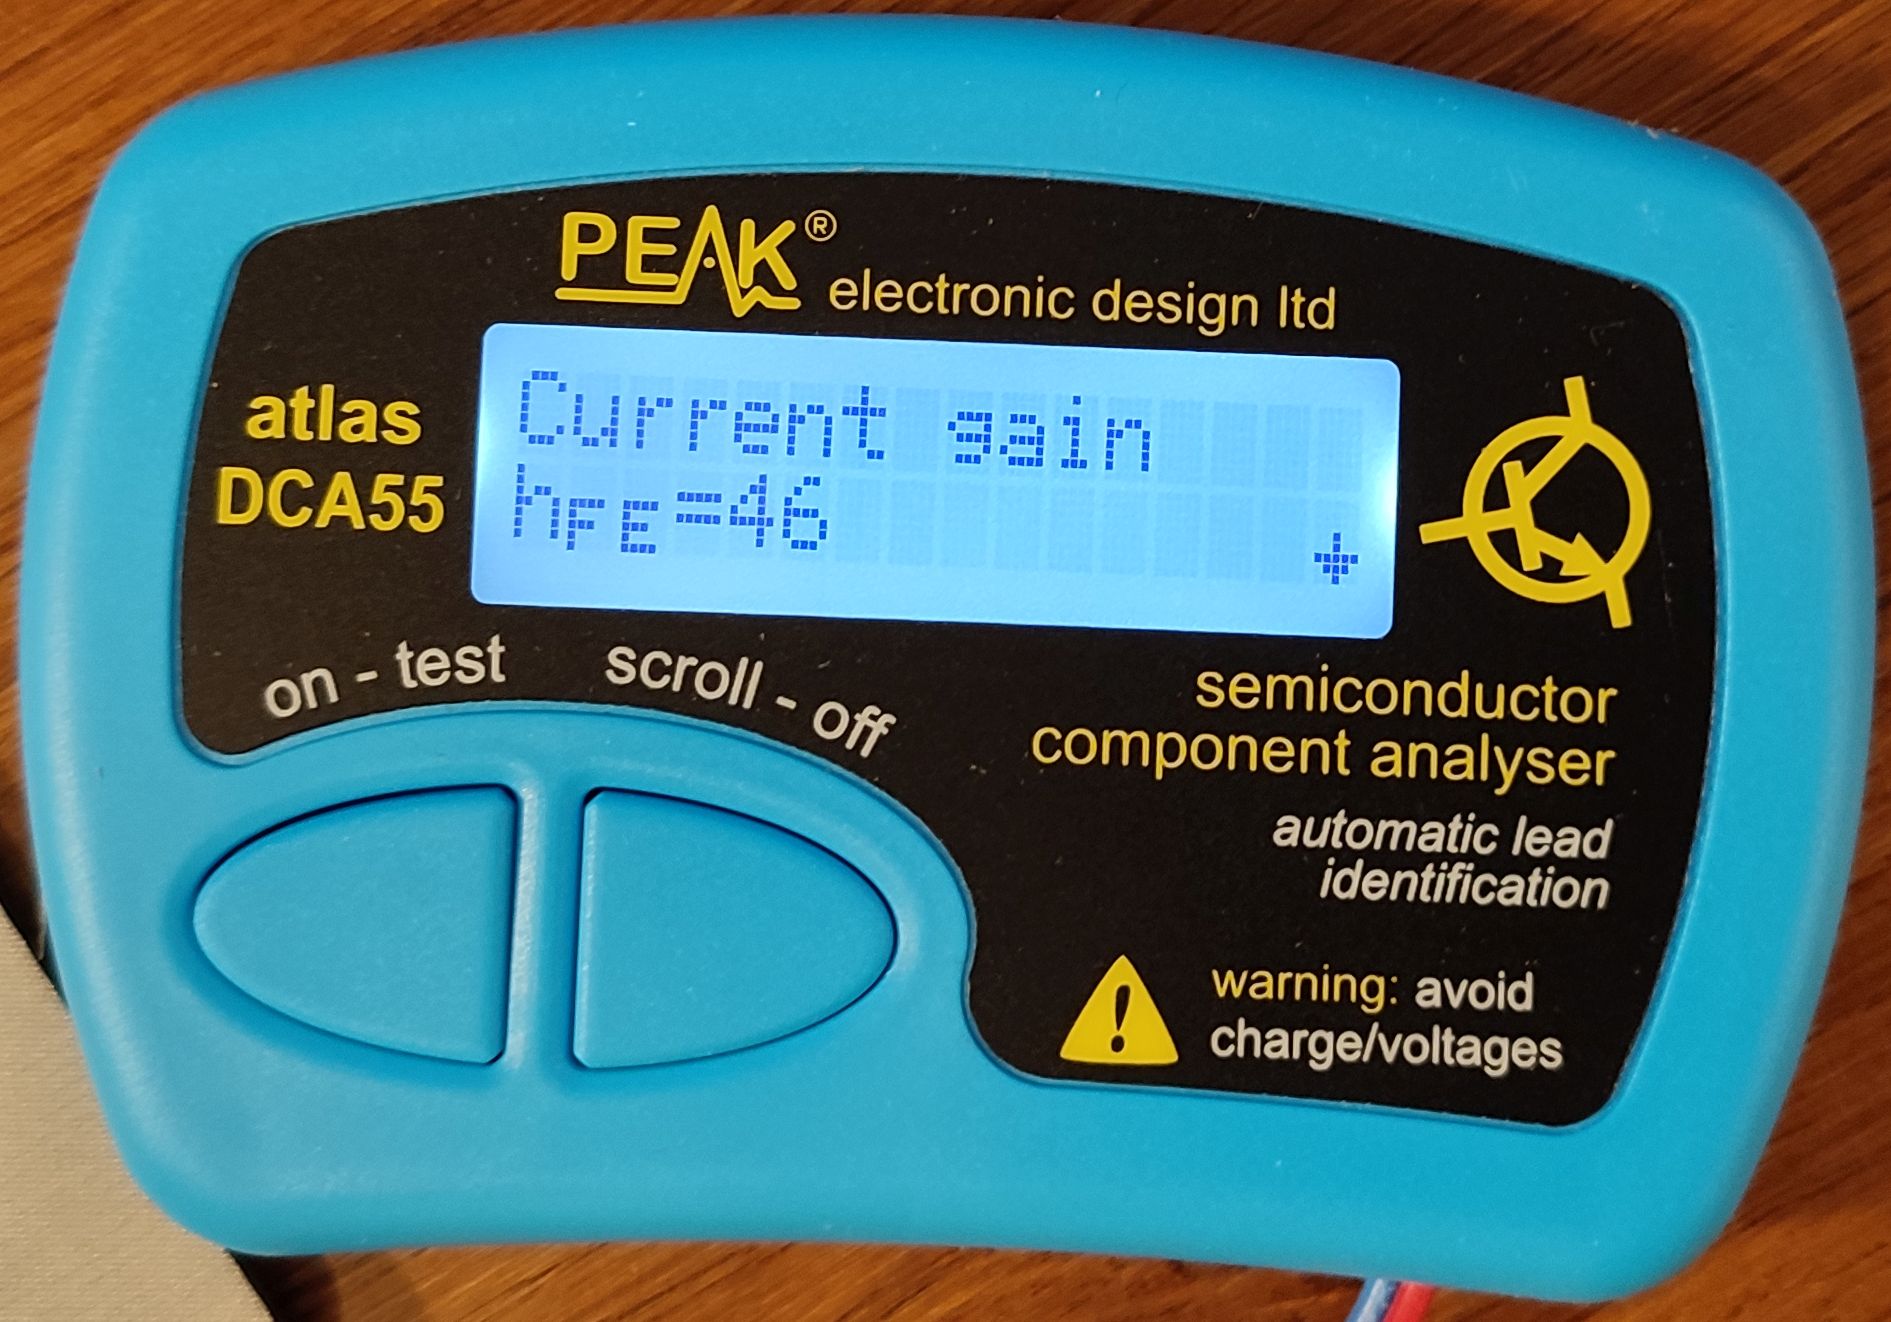 PEAK®
electronic design ltd
atlas
DCA55
Current gain
hFE=46
on - test
scroll - off
semiconductor
component analyser
automatic lead
identification
warning: avoid
charge/voltages